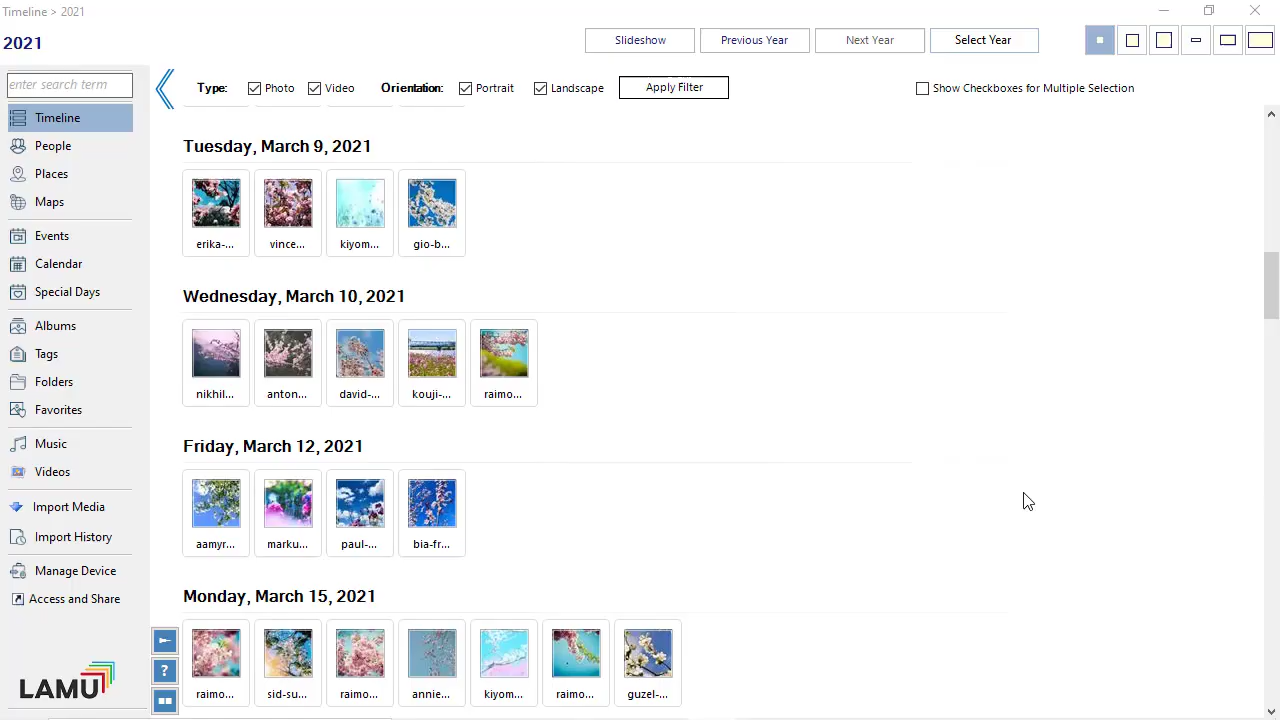 Timeline > 2021
2021
Slideshow
Previous Year
Next Year
Select Year
enter search term
Type:
Photo
Video
Orientation:
Portrait
Landscape
Apply Filter
Show Checkboxes for Multiple Selection
Timeline
People
Places
Maps
Events
Calendar
Special Days
Albums
Tags
Folders
Favorites
Music
Videos
Import Media
Import History
Manage Device
Access and Share
LAMU
?
Tuesday, March 9, 2021
erika-...
vince...
kiyom...
gio-b...
Wednesday, March 10, 2021
nikhil...
anton...
david-...
kouji-...
raimo...
Friday, March 12, 2021
aamyr...
marku...
paul-...
bia-fr...
Monday, March 15, 2021
raimo...
sid-su...
raimo...
annie...
kiyom...
raimo...
guzel-...